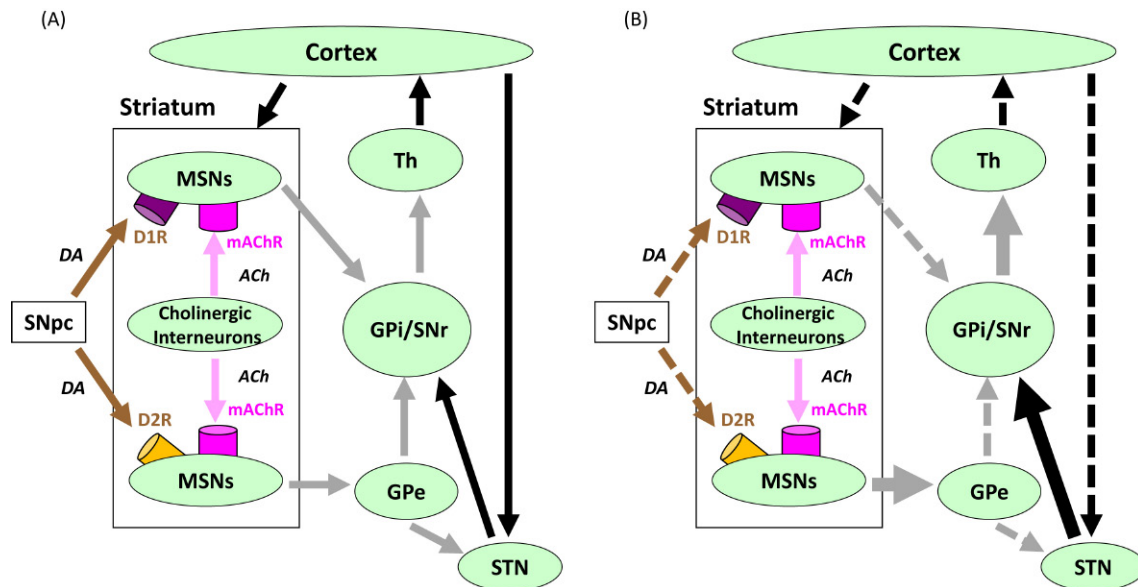 (A)
Cortex
Striatum
Th
MSNs
D1R
mAChR
DA
ACh
SNpc
Cholinergic
Interneurons
GPi/SNr
DA
ACh
D2R
mAChR
MSNs
GPe
STN
(B)
Cortex
Striatum
Th
MSNs
D1R
mAChR
DA
ACh
SNpc
Cholinergic
Interneurons
GPi/SNr
DA
ACh
D2R
mAChR
MSNs
GPe
STN